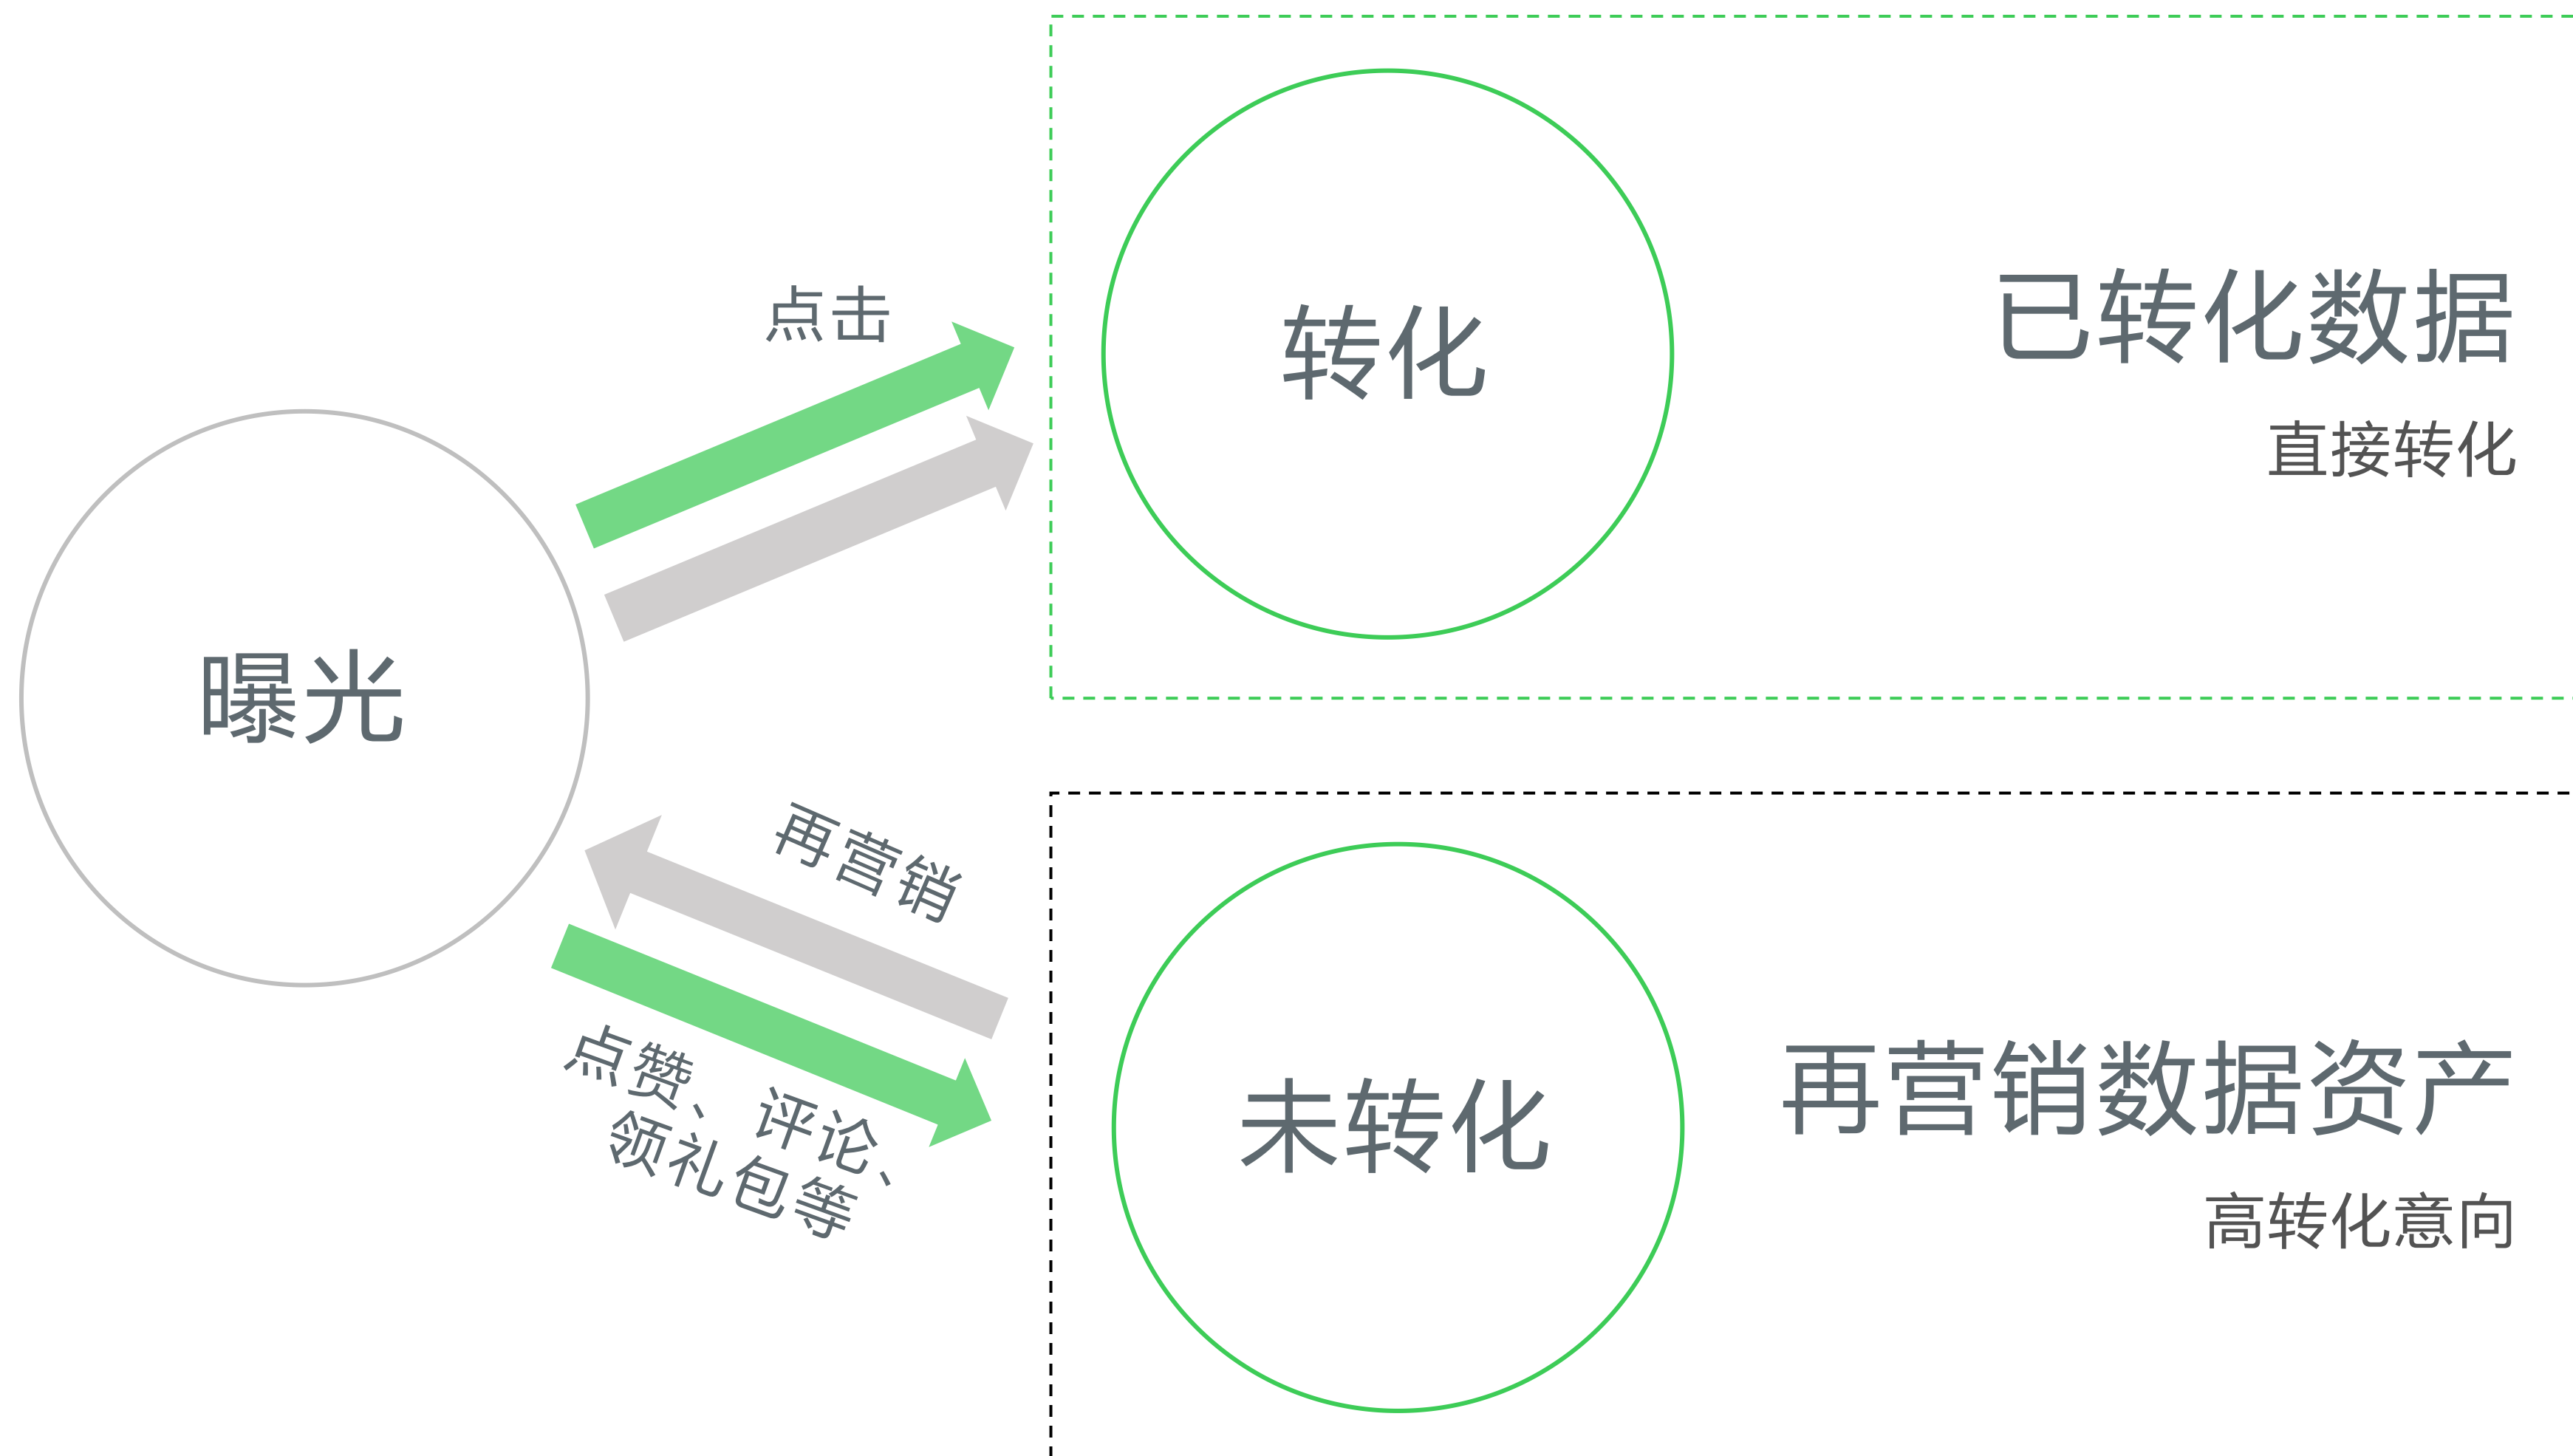 点击
转化
已转化数据
直接转化
曝光
再营销
点赞、评论、
领礼包等
未转化
再营销数据资产
高转化意向